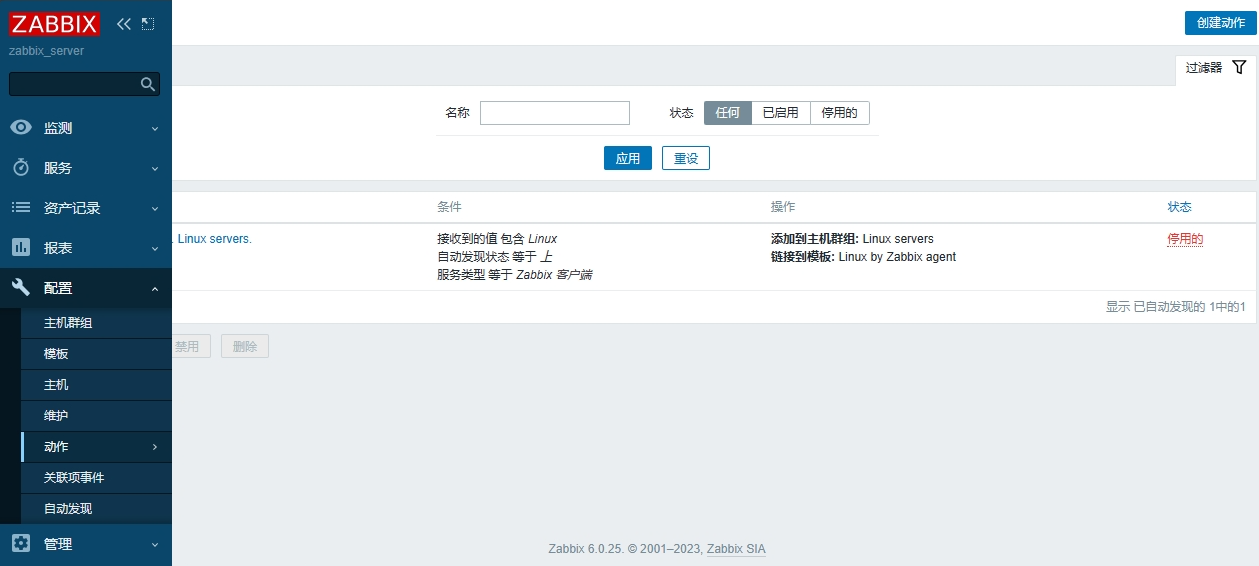 ZABBIX
zabbix_server
监测
服务
资产记录
报表
配置
主机群组
模板
主机
维护
动作
关联项事件
自动发现
管理
创建动作
过滤器
名称
状态 任何 已启用 停用的
应用 重设
条件 操作 状态
. Linux servers. 接收到的值 包含 Linux 添加到主机群组: Linux servers 停用的
自动发现状态 等于 上 链接到模板: Linux by Zabbix agent
服务类型 等于 Zabbix 客户端
显示 已自动发现的 1中的1
禁用 删除
Zabbix 6.0.25. © 2001–2023, Zabbix SIA